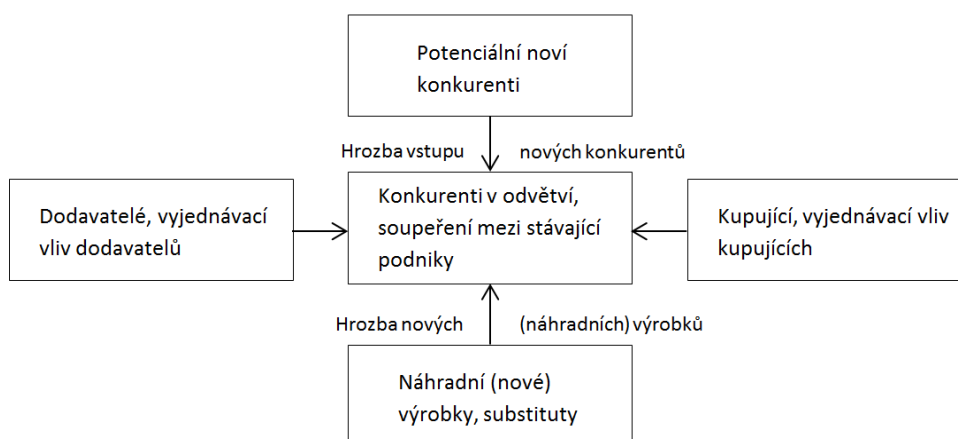 Potenciální noví
konkurenti
Hrozba vstupu
nových konkurentů
Dodavatelé, vyjednávací
vliv dodavatelů
Konkurenti v odvětví,
soupeření mezi stávající
podniky
Kupující, vyjednávací vliv
kupujících
Hrozba nových
(náhradních) výrobků
Náhradní (nové)
výrobky, substituty